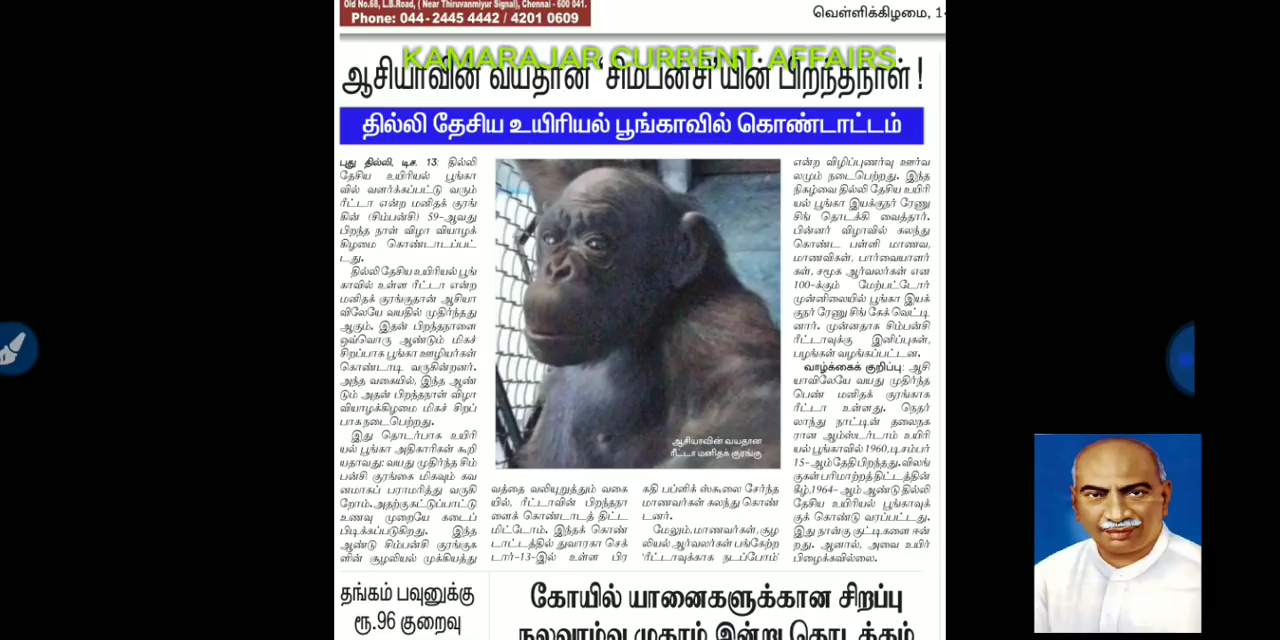 Old No.68, L.B.Road, ( Near Thiruvanmiyur Signal), Chennai - 600 041.
Phone: 044 - 2445 4442 / 4201 0609
வெள்ளிக்கிழமை, 1
KAMARAJAR CURRENT AFFAIRS
ஆசியாவின் வயதான 'சிம்பன்சி'யின் பிறந்தநாள் !
தில்லி தேசிய உயிரியல் பூங்காவில் கொண்டாட்டம்
புது தில்லி, டிச. 13: தில்லி
தேசிய உயிரியல் பூங்கா
வில் வளர்க்கப்பட்டு வரும்
ரீட்டா என்ற மனிதக் குரங்
கின் (சிம்பன்சி) 59-ஆவது
பிறந்த நாள் விழா வியாழக்
கிழமை கொண்டாடப்பட்
டது.
தில்லி தேசிய உயிரியல் பூங்
காவில் உள்ள ரீட்டா என்ற
மனிதக் குரங்குதான் ஆசியா
விலேயே வயதில் முதிர்ந்தது
ஆகும். இதன் பிறந்தநாளை
ஒவ்வொரு ஆண்டும் மிகச்
சிறப்பாக பூங்கா ஊழியர்கள்
கொண்டாடி வருகின்றனர்.
அந்த வகையில், இந்த ஆண்
டும் அதன் பிறந்தநாள் விழா
வியாழக்கிழமை மிகச் சிறப்
பாக நடைபெற்றது.
இது தொடர்பாக உயிரி
யல் பூங்கா அதிகாரிகள் கூறி
யதாவது: வயது முதிர்ந்த சிம்
பன்சி குரங்கை மிகவும் கவ
னமாகப் பராமரித்து வருகி
றோம். அதற்கு கட்டுப்பாட்டு
உணவு முறையே கடைப்
பிடிக்கப்படுகிறது. இந்த
ஆண்டு சிம்பன்சி குரங்குக
ளின் சூழலியல் முக்கியத்து
வத்தை வலியுறுத்தும் வகை
யில், ரீட்டாவின் பிறந்தநா
ளைக் கொண்டாடத் திட்ட
மிட்டோம். இந்தக் கொண்
டாட்டத்தில் துவாரகா செக்
டார்-13-இல் உள்ள பிர
கதி பப்ளிக் ஸ்கூலை சேர்ந்த
மாணவர்கள் கலந்து கொண்
டனர்.
மேலும், மாணவர்கள், சூழ
லியல் ஆர்வலர்கள் பங்கேற்ற
'ரீட்டாவுக்காக நடப்போம்'
ஆசியாவின் வயதான
ரீட்டா மனிதக் குரங்கு
என்ற விழிப்புணர்வு ஊர்வ
லமும் நடைபெற்றது. இந்த
நிகழ்வை தில்லி தேசிய உயிரி
யல் பூங்கா இயக்குநர் ரேணு
சிங் தொடக்கி வைத்தார்.
பின்னர் விழாவில் கலந்து
கொண்ட பள்ளி மாணவ,
மாணவிகள், பார்வையாளர்
கள், சமூக ஆர்வலர்கள் என
100-க்கும் மேற்பட்டோர்
முன்னிலையில் பூங்கா இயக்
குநர் ரேணு சிங் கேக் வெட்டி
னார். முன்னதாக சிம்பன்சி
ரீட்டாவுக்கு இனிப்புகள்,
பழங்கள் வழங்கப்பட்டன.
வாழ்க்கைக் குறிப்பு: ஆசி
யாவிலேயே வயது முதிர்ந்த
பெண் மனிதக் குரங்காக
ரீட்டா உள்ளது. நெதர்
லாந்து நாட்டின் தலைநக
ரான ஆம்ஸ்டர்டாம் உயிரி
யல் பூங்காவில் 1960, டிசம்பர்
15-ஆம் தேதி பிறந்தது. விலங்
குகள் பரிமாற்றத் திட்டத்தின்
கீழ், 1964- ஆம் ஆண்டு தில்லி
தேசிய உயிரியல் பூங்காவுக்
குக் கொண்டு வரப்பட்டது.
இது நான்கு குட்டிகளை ஈன்
றது. ஆனால், அவை உயிர்
பிழைக்கவில்லை.
தங்கம் பவுனுக்கு
ரூ.96 குறைவு
கோயில் யானைகளுக்கான சிறப்பு
நலவாழ்வு முகாம் இன்று தொடக்கம்